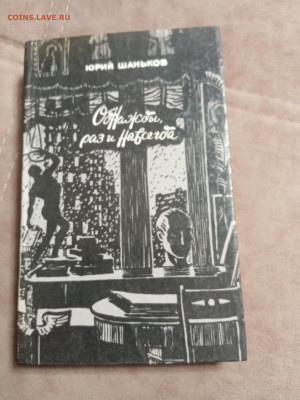 COINS.LAVE.RU
ЮРИЙ ШАНЬКОВ
Однажды,
раз и навсегда